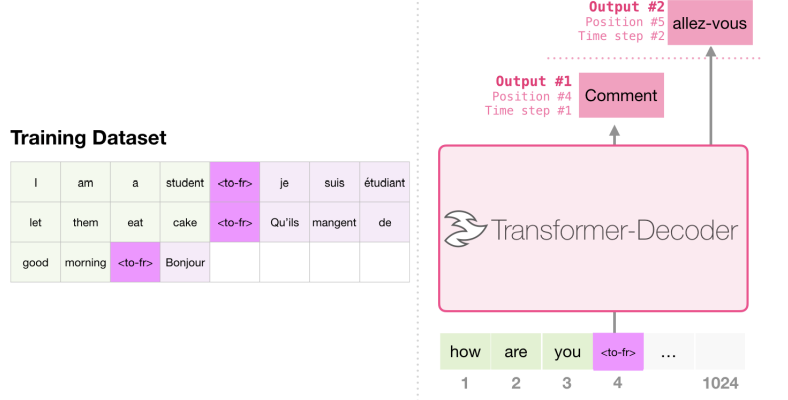 Training Dataset
I am a student <to-fr> je suis étudiant
let them eat cake <to-fr> Qu'ils mangent de
good morning <to-fr> Bonjour
Output #2
Position #5
Time step #2
allez-vous
Output #1
Position #4
Time step #1
Comment
Transformer-Decoder
how are you <to-fr> ...
1 2 3 4 1024